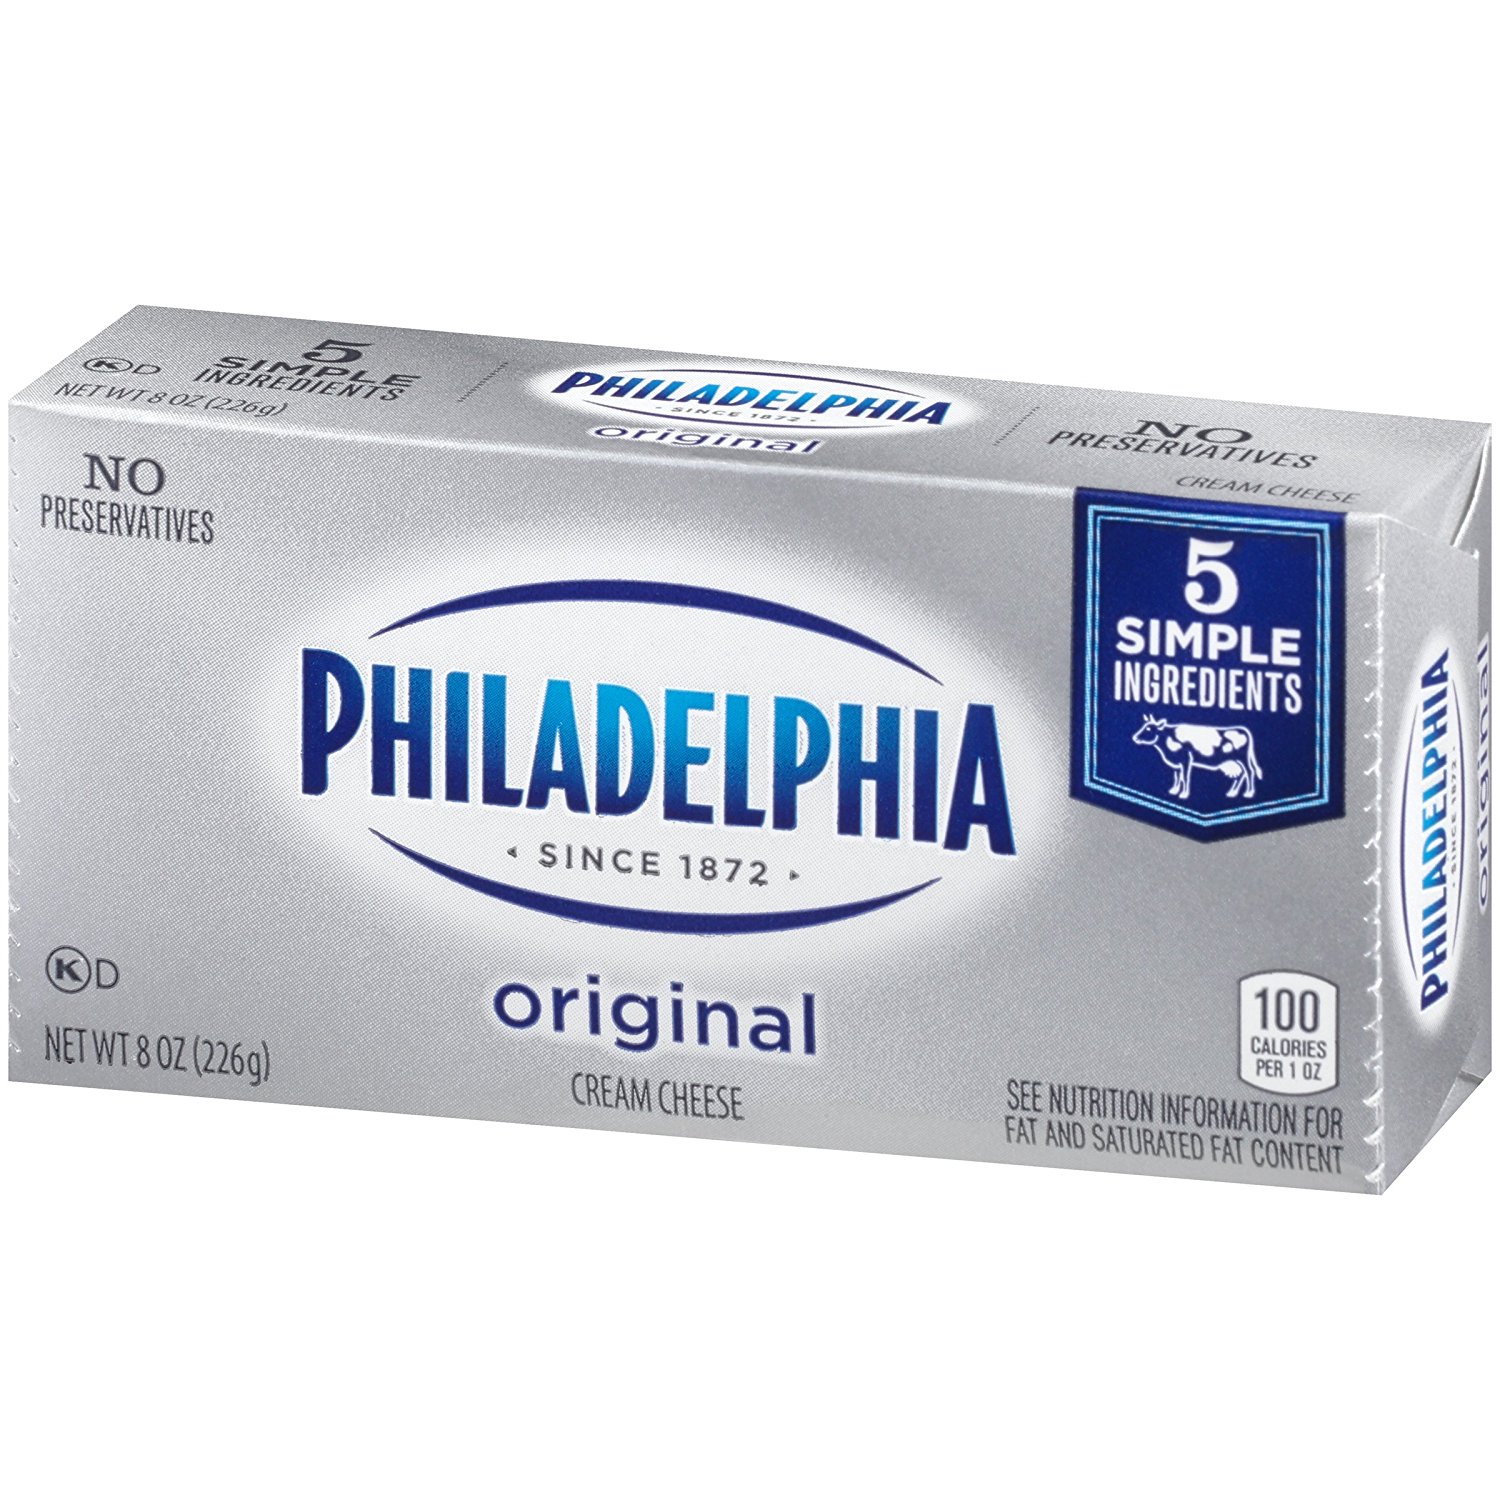 5
SIMPLE
INGREDIENTS
K D
NET WT 8 OZ (226g)
PHILADELPHIA
SINCE 1872
original
NO
PRESERVATIVES
CREAM CHEESE
NO
PRESERVATIVES
PHILADELPHIA
SINCE 1872
original
CREAM CHEESE
K D
NET WT 8 OZ (226g)
5
SIMPLE
INGREDIENTS
100
CALORIES
PER 1 OZ
SEE NUTRITION INFORMATION FOR
FAT AND SATURATED FAT CONTENT
PHILADELPHIA
SINCE 1872
original